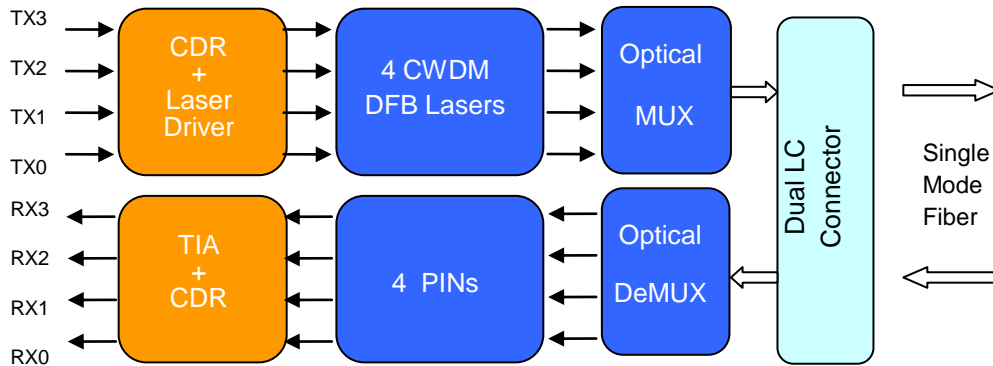 TX3
TX2
TX1
TX0
CDR
+
Laser
Driver
4 CWDM
DFB Lasers
Optical
MUX
Dual LC
Connector
Single
Mode
Fiber
RX3
RX2
RX1
RX0
TIA
+
CDR
4 PINs
Optical
DeMUX